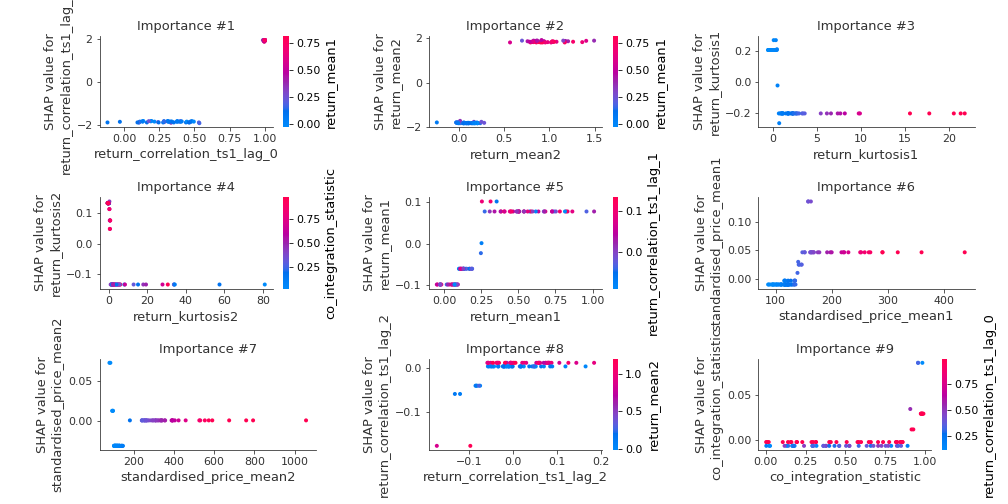 Importance #1
SHAP value for
return_correlation_ts1_lag_
2
0
−2
0.00
0.25
0.50
0.75
1.00
return_correlation_ts1_lag_0
0.75
0.50
0.25
0.00
return_mean1
Importance #2
SHAP value for
return_mean2
2
0
−2
0.0
0.5
1.0
1.5
return_mean2
0.75
0.50
0.25
0.00
return_mean1
Importance #3
SHAP value for
return_kurtosis1
0.2
0.0
−0.2
0
5
10
15
20
return_kurtosis1
Importance #4
SHAP value for
return_kurtosis2
0.1
0.0
−0.1
0
20
40
60
80
return_kurtosis2
0.75
0.50
0.25
co_integration_statistic
Importance #5
SHAP value for
return_mean1
0.1
0.0
−0.1
0.00
0.25
0.50
0.75
1.00
return_mean1
0.1
0.0
return_correlation_ts1_lag_1
Importance #6
SHAP value for
standardised_price_mean1
0.10
0.05
0.00
100
200
300
400
standardised_price_mean1
Importance #7
SHAP value for
standardised_price_mean2
0.05
0.00
200
400
600
800
1000
standardised_price_mean2
Importance #8
SHAP value for
return_correlation_ts1_lag_2
0.0
−0.1
−0.1
0.0
0.1
0.2
return_correlation_ts1_lag_2
1.0
0.5
0.0
return_mean2
Importance #9
SHAP value for
co_integration_statistic
0.05
0.00
0.00
0.25
0.50
0.75
1.00
co_integration_statistic
0.75
0.50
0.25
return_correlation_ts1_lag_0